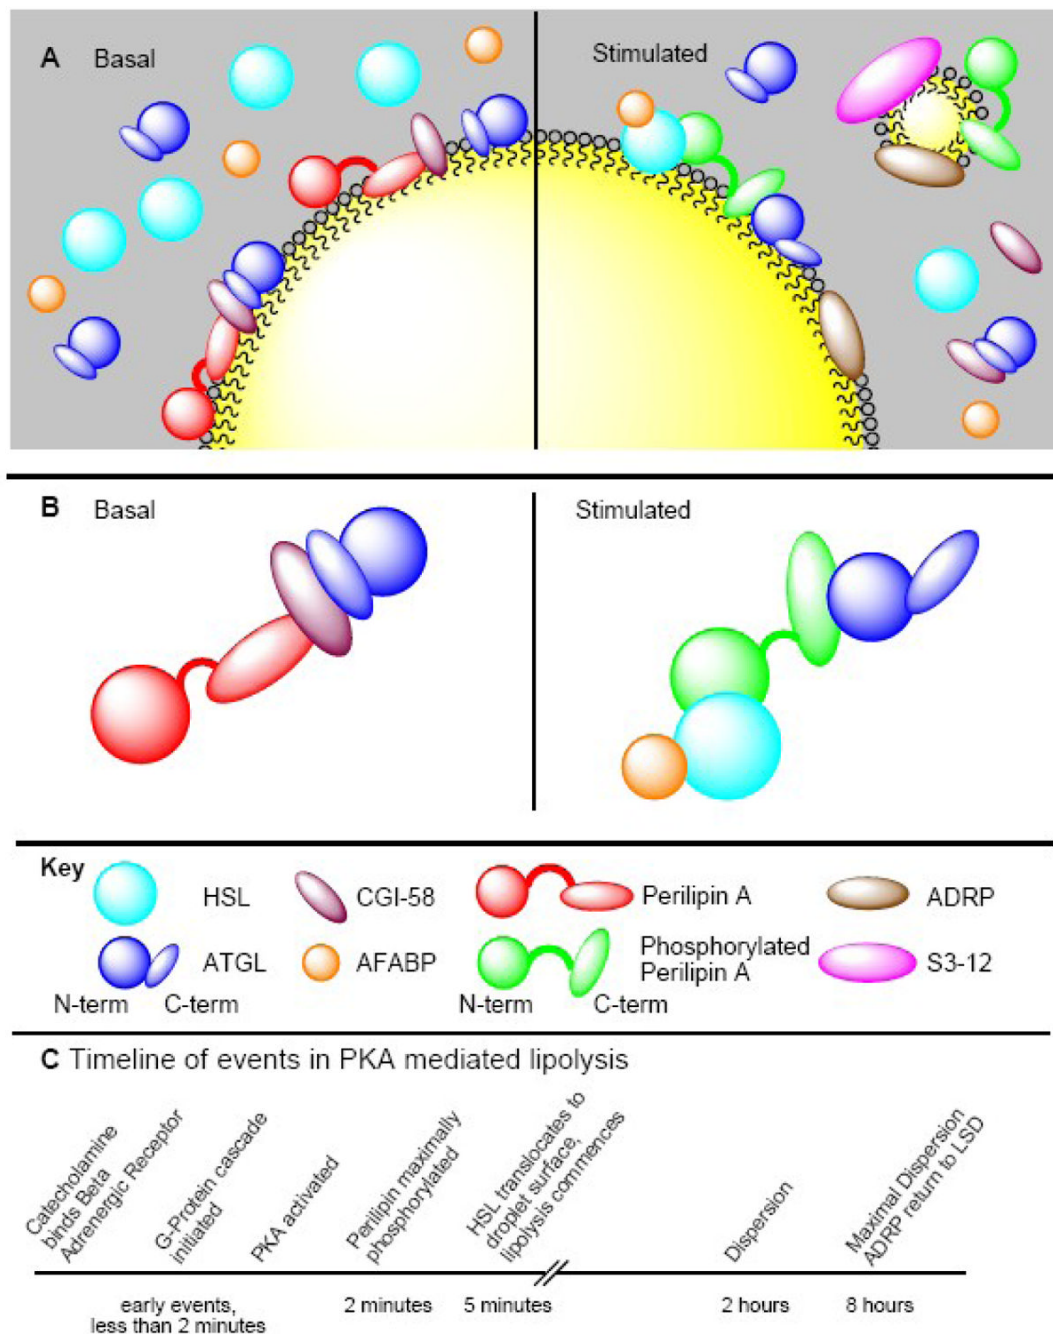 A Basal
Stimulated
B Basal
Stimulated
Key
HSL
CGI-58
Perilipin A
ADRP
ATGL
AFABP
Phosphorylated
Perilipin A
S3-12
N-term C-term
N-term C-term
C Timeline of events in PKA mediated lipolysis
Catecholamine
binds Beta
Adrenergic Receptor
G-Protein cascade
initiated
PKA activated
Perilipin maximally
phosphorylated
HSL translocates to
droplet surface,
lipolysis commences
Dispersion
Maximal Dispersion
ADRP return to LSD
early events,
less than 2 minutes
2 minutes
5 minutes
2 hours
8 hours